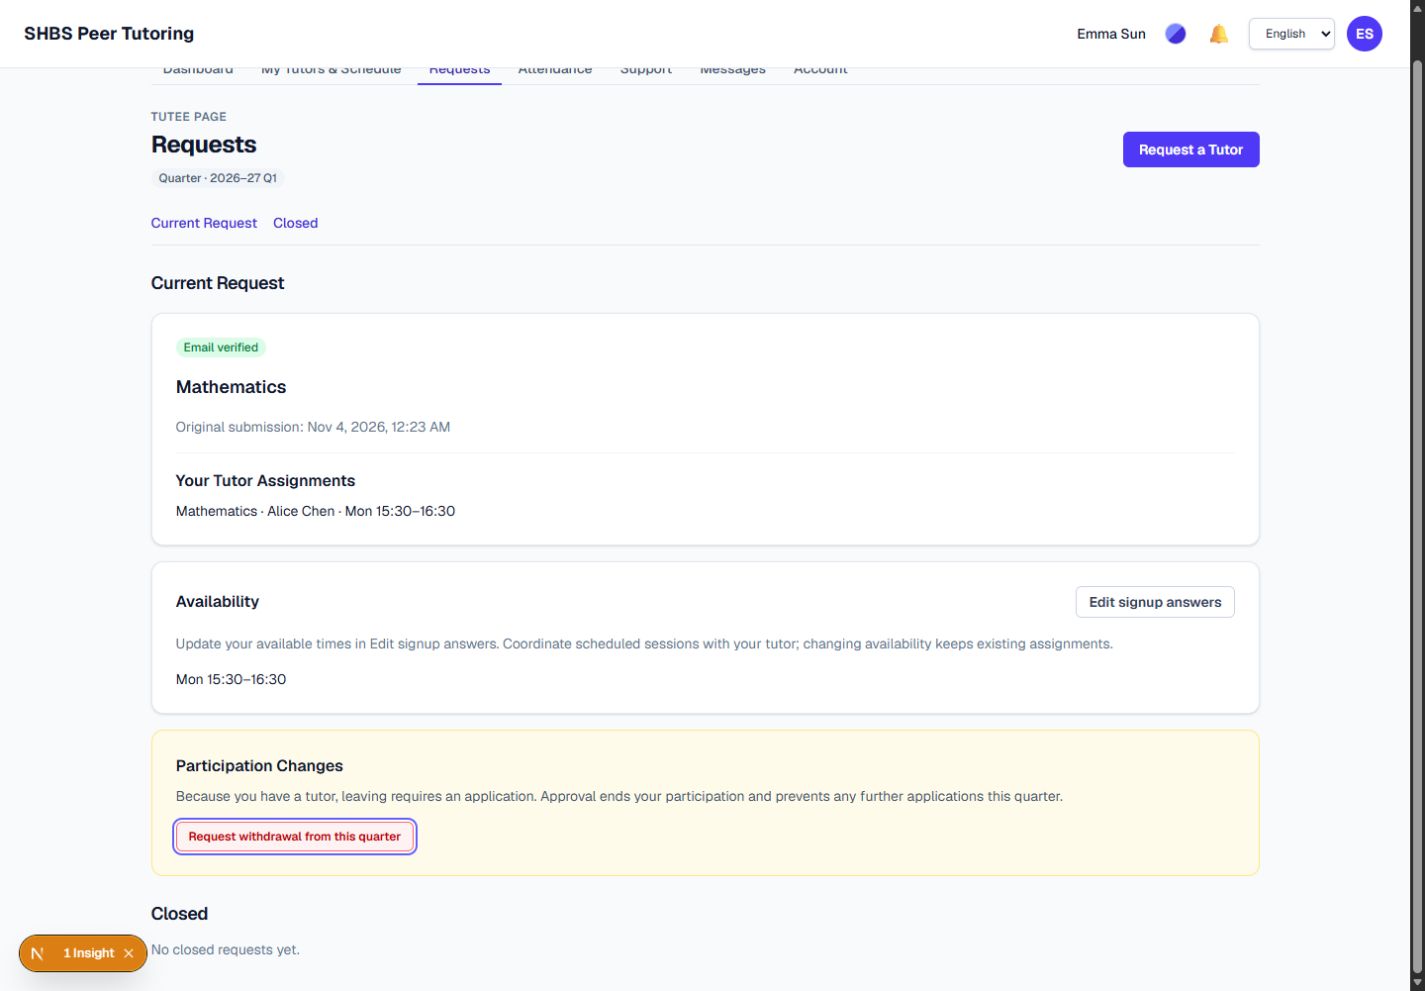 SHBS Peer Tutoring
Emma Sun
English
ES
Dashboard My Tutors & Schedule Requests Attendance Support Messages Account
TUTEE PAGE
Requests
Request a Tutor
Quarter · 2026–27 Q1
Current Request Closed
Current Request
Email verified
Mathematics
Original submission: Nov 4, 2026, 12:23 AM
Your Tutor Assignments
Mathematics · Alice Chen · Mon 15:30–16:30
Availability
Edit signup answers
Update your available times in Edit signup answers. Coordinate scheduled sessions with your tutor; changing availability keeps existing assignments.
Mon 15:30–16:30
Participation Changes
Because you have a tutor, leaving requires an application. Approval ends your participation and prevents any further applications this quarter.
Request withdrawal from this quarter
Closed
No closed requests yet.
N 1 Insight ×